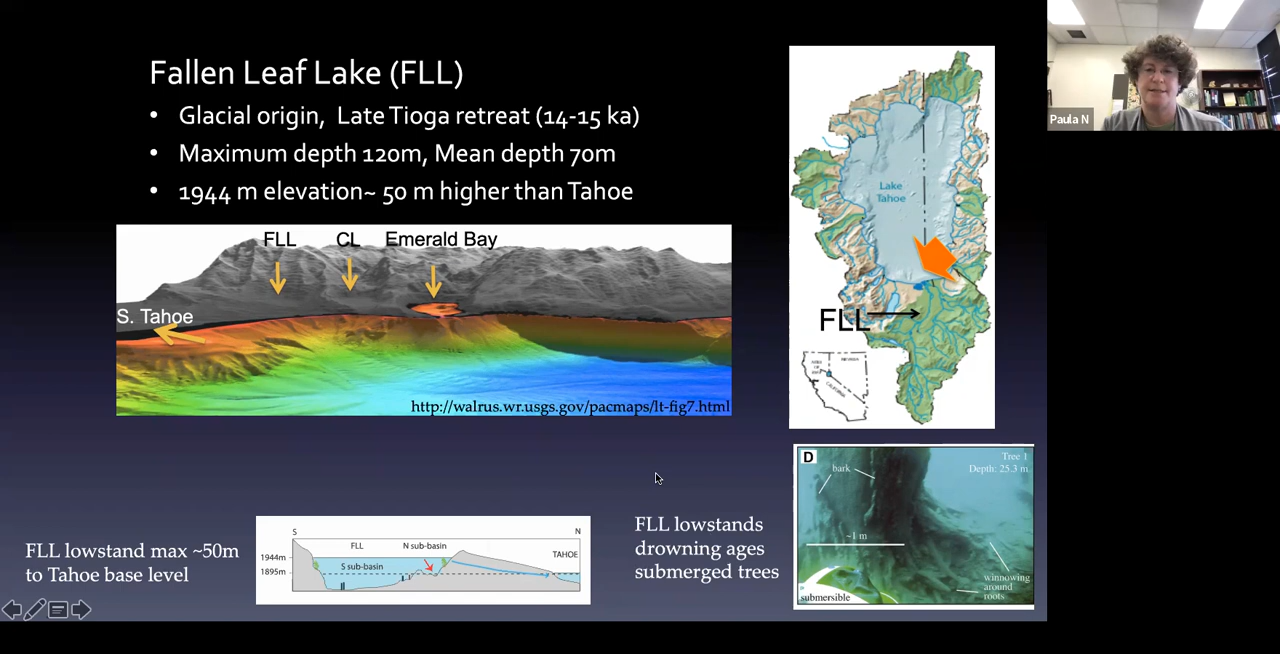 Fallen Leaf Lake (FLL)
• Glacial origin, Late Tioga retreat (14-15 ka)
• Maximum depth 120m, Mean depth 70m
• 1944 m elevation~ 50 m higher than Tahoe
FLL CL Emerald Bay
S. Tahoe
http://walrus.wr.usgs.gov/pacmaps/lt-fig7.html
Lake
Tahoe
FLL
NEVADA
CALIFORNIA
Paula N
FLL lowstand max ~50m
to Tahoe base level
S N
FLL N sub-basin
1944m TAHOE
S sub-basin
1895m
FLL lowstands
drowning ages
submerged trees
D Tree 1
bark Depth: 25.3 m
~1 m
winnowing
around
roots
submersible